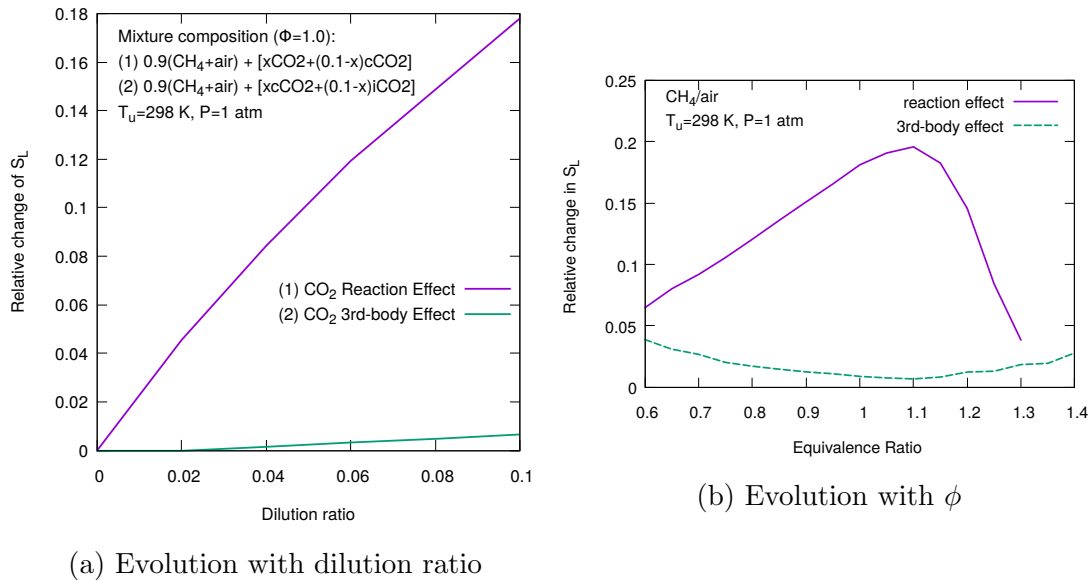 0.18
0.16
0.14
0.12
0.1
0.08
0.06
0.04
0.02
0
Relative change of S_L
Mixture composition (Φ=1.0):
(1) 0.9(CH₄+air) + [xCO2+(0.1-x)cCO2]
(2) 0.9(CH₄+air) + [xcCO2+(0.1-x)iCO2]
T_u=298 K, P=1 atm
(1) CO₂ Reaction Effect
(2) CO₂ 3rd-body Effect
0 0.02 0.04 0.06 0.08 0.1
Dilution ratio
(a) Evolution with dilution ratio
0.25
0.2
0.15
0.1
0.05
0
Relative change in S_L
CH₄/air
T_u=298 K, P=1 atm
reaction effect
3rd-body effect
0.6 0.7 0.8 0.9 1 1.1 1.2 1.3 1.4
Equivalence Ratio
(b) Evolution with ϕ